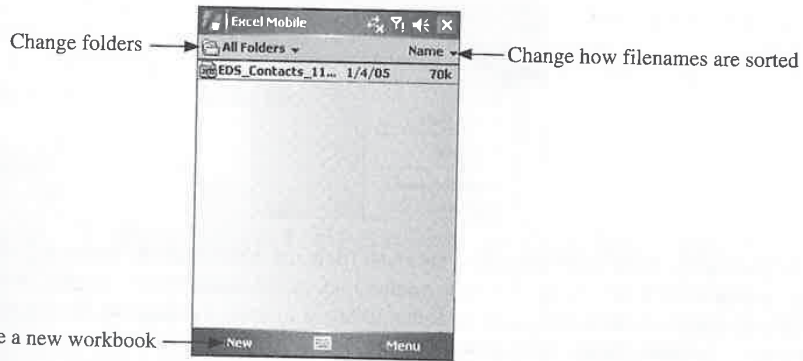 Excel Mobile
Change folders
All Folders
Name
Change how filenames are sorted
EDS_Contacts_11... 1/4/05 70k
e a new workbook
New
Menu